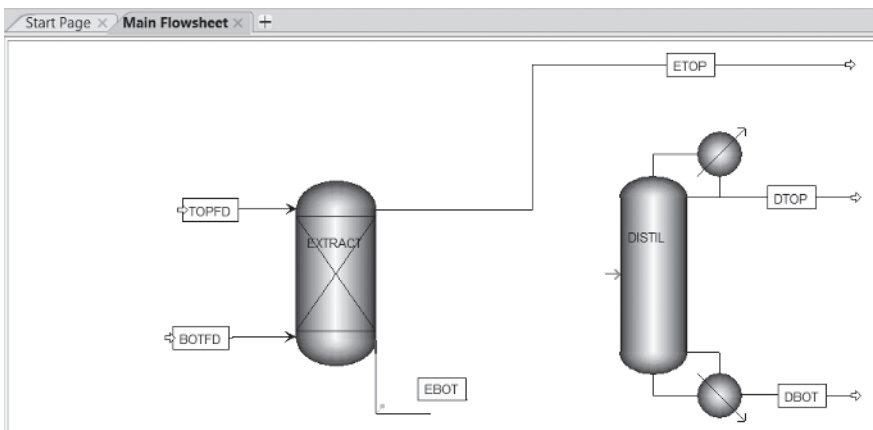 Start Page
Main Flowsheet
ETOP
TOPFD
DTOP
EXTRACT
DISTIL
BOTFD
EBOT
DBOT